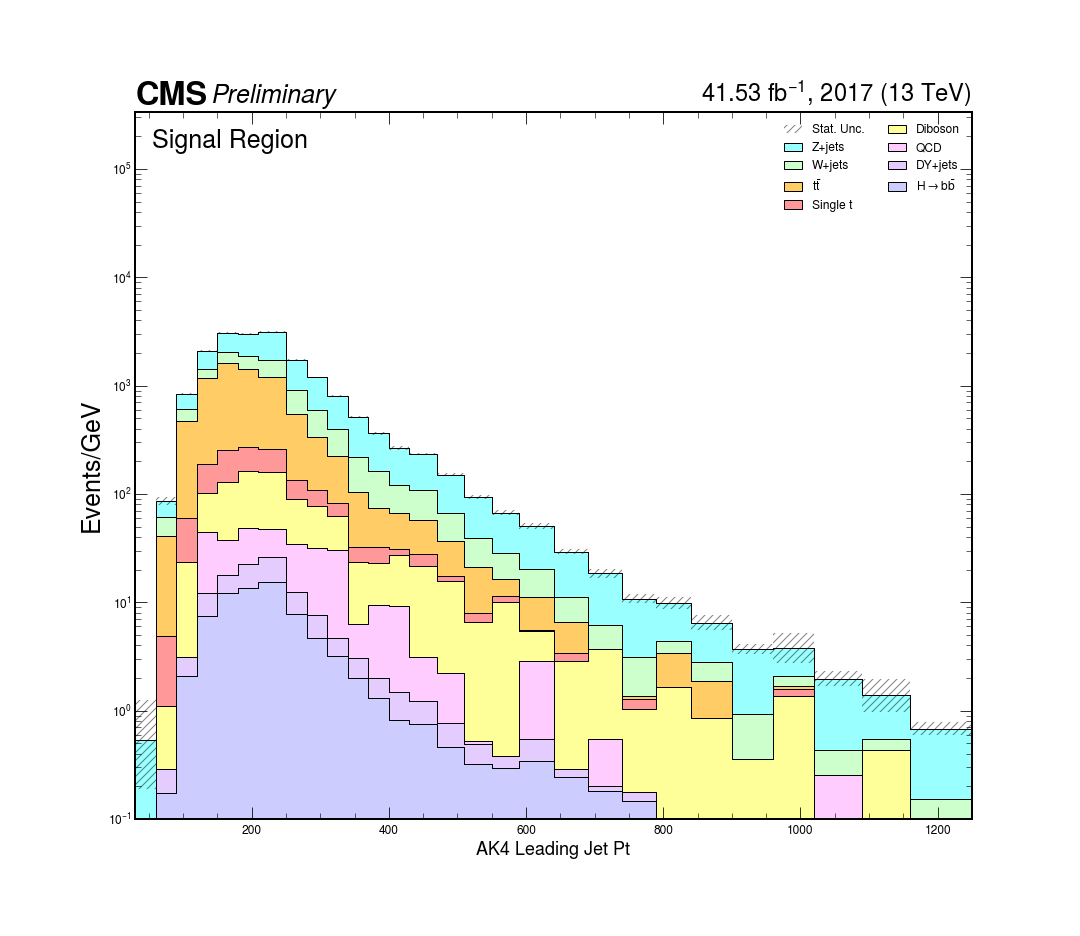 CMS Preliminary
41.53 fb⁻¹, 2017 (13 TeV)
Signal Region
Stat. Unc.
Z+jets
W+jets
tt̄
Single t
Diboson
QCD
DY+jets
H→bb̄
Events/GeV
10⁵
10⁴
10³
10²
10¹
10⁰
10⁻¹
200 400 600 800 1000 1200
AK4 Leading Jet Pt